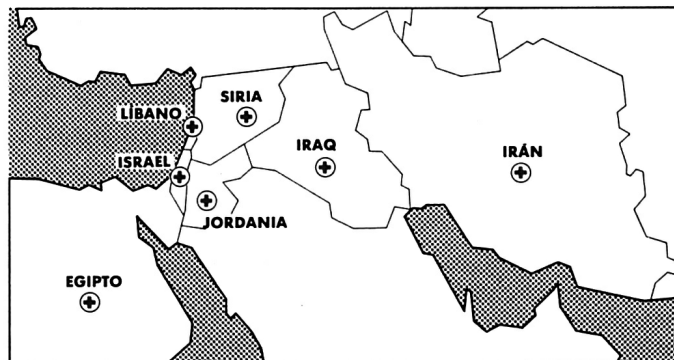 SIRIA
LÍBANO
IRAQ
IRÁN
ISRAEL
JORDANIA
EGIPTO